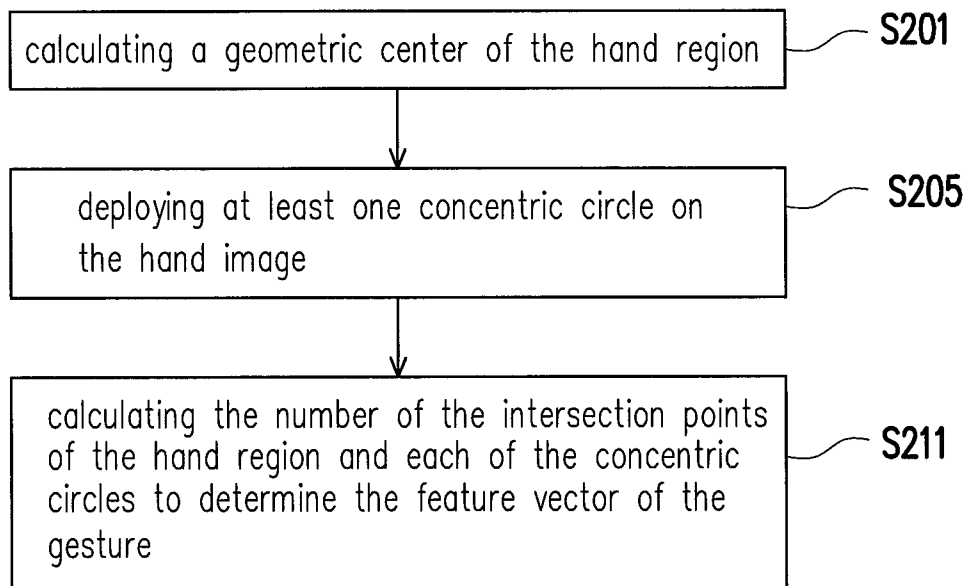 calculating a geometric center of the hand region
S201
deploying at least one concentric circle on
the hand image
S205
calculating the number of the intersection points
of the hand region and each of the concentric
circles to determine the feature vector of the
gesture
S211